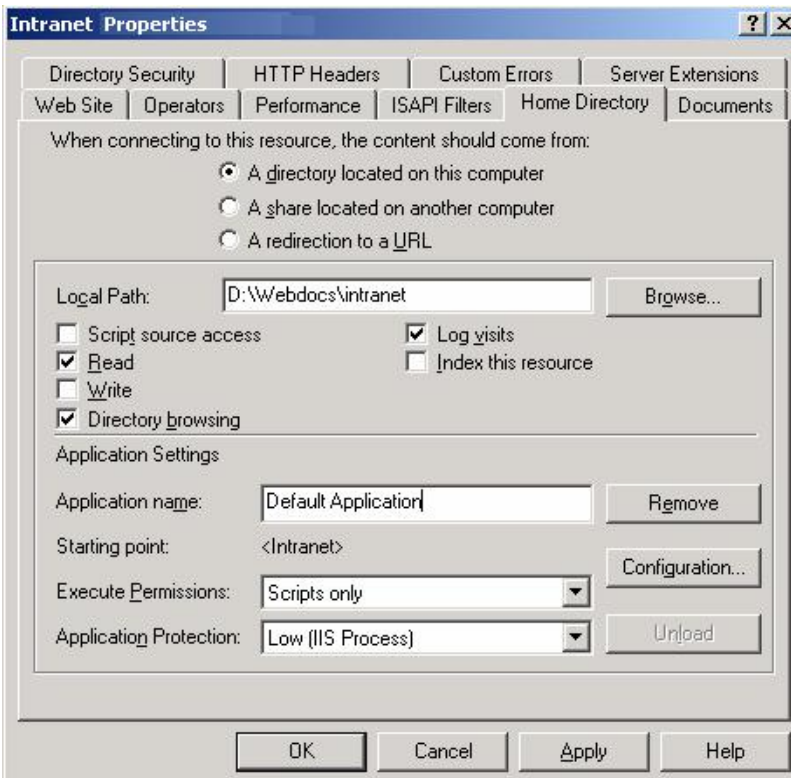 Intranet Properties
Directory Security HTTP Headers Custom Errors Server Extensions
Web Site Operators Performance ISAPI Filters Home Directory Documents
When connecting to this resource, the content should come from:
A directory located on this computer
A share located on another computer
A redirection to a URL
Local Path: D:\Webdocs\intranet Browse...
Script source access Log visits
Read Index this resource
Write
Directory browsing
Application Settings
Application name: Default Application Remove
Starting point: <Intranet>
Configuration...
Execute Permissions: Scripts only
Application Protection: Low (IIS Process) Unload
OK Cancel Apply Help